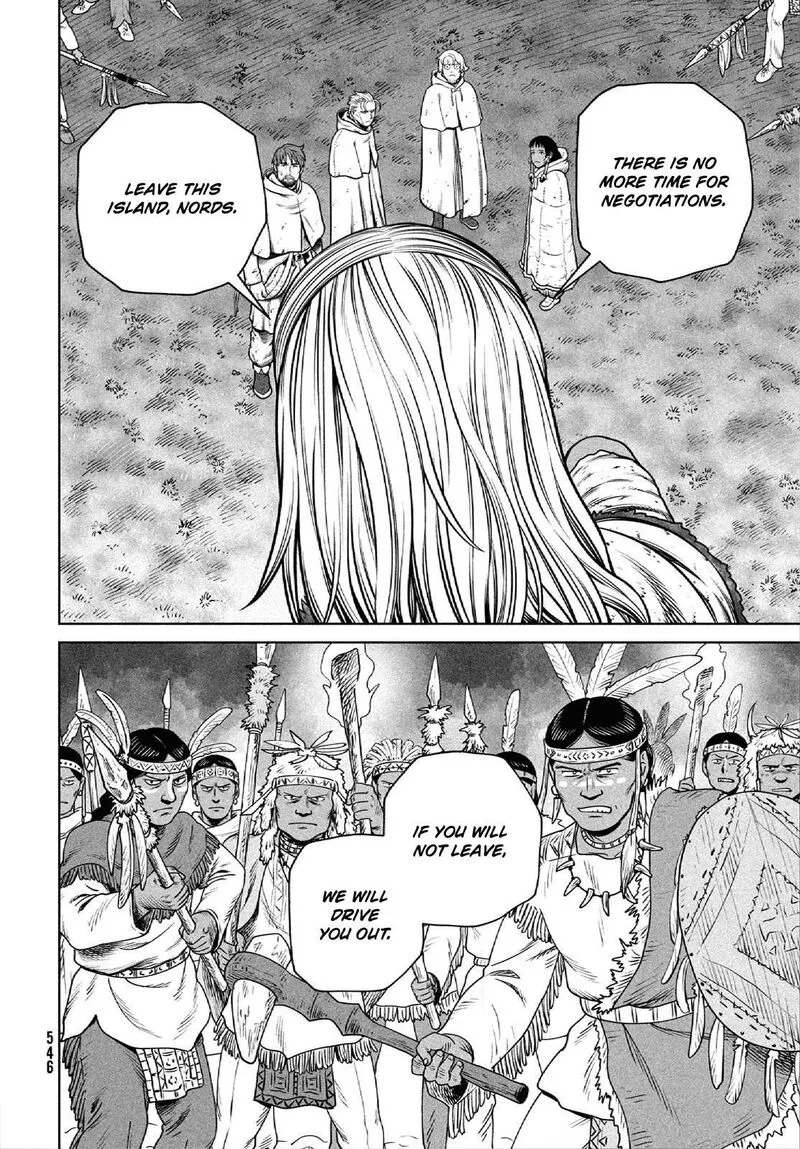 THERE IS NO
MORE TIME FOR
NEGOTIATIONS.
LEAVE THIS
ISLAND, NORDS.
IF YOU WILL
NOT LEAVE,
WE WILL
DRIVE
YOU OUT.
546